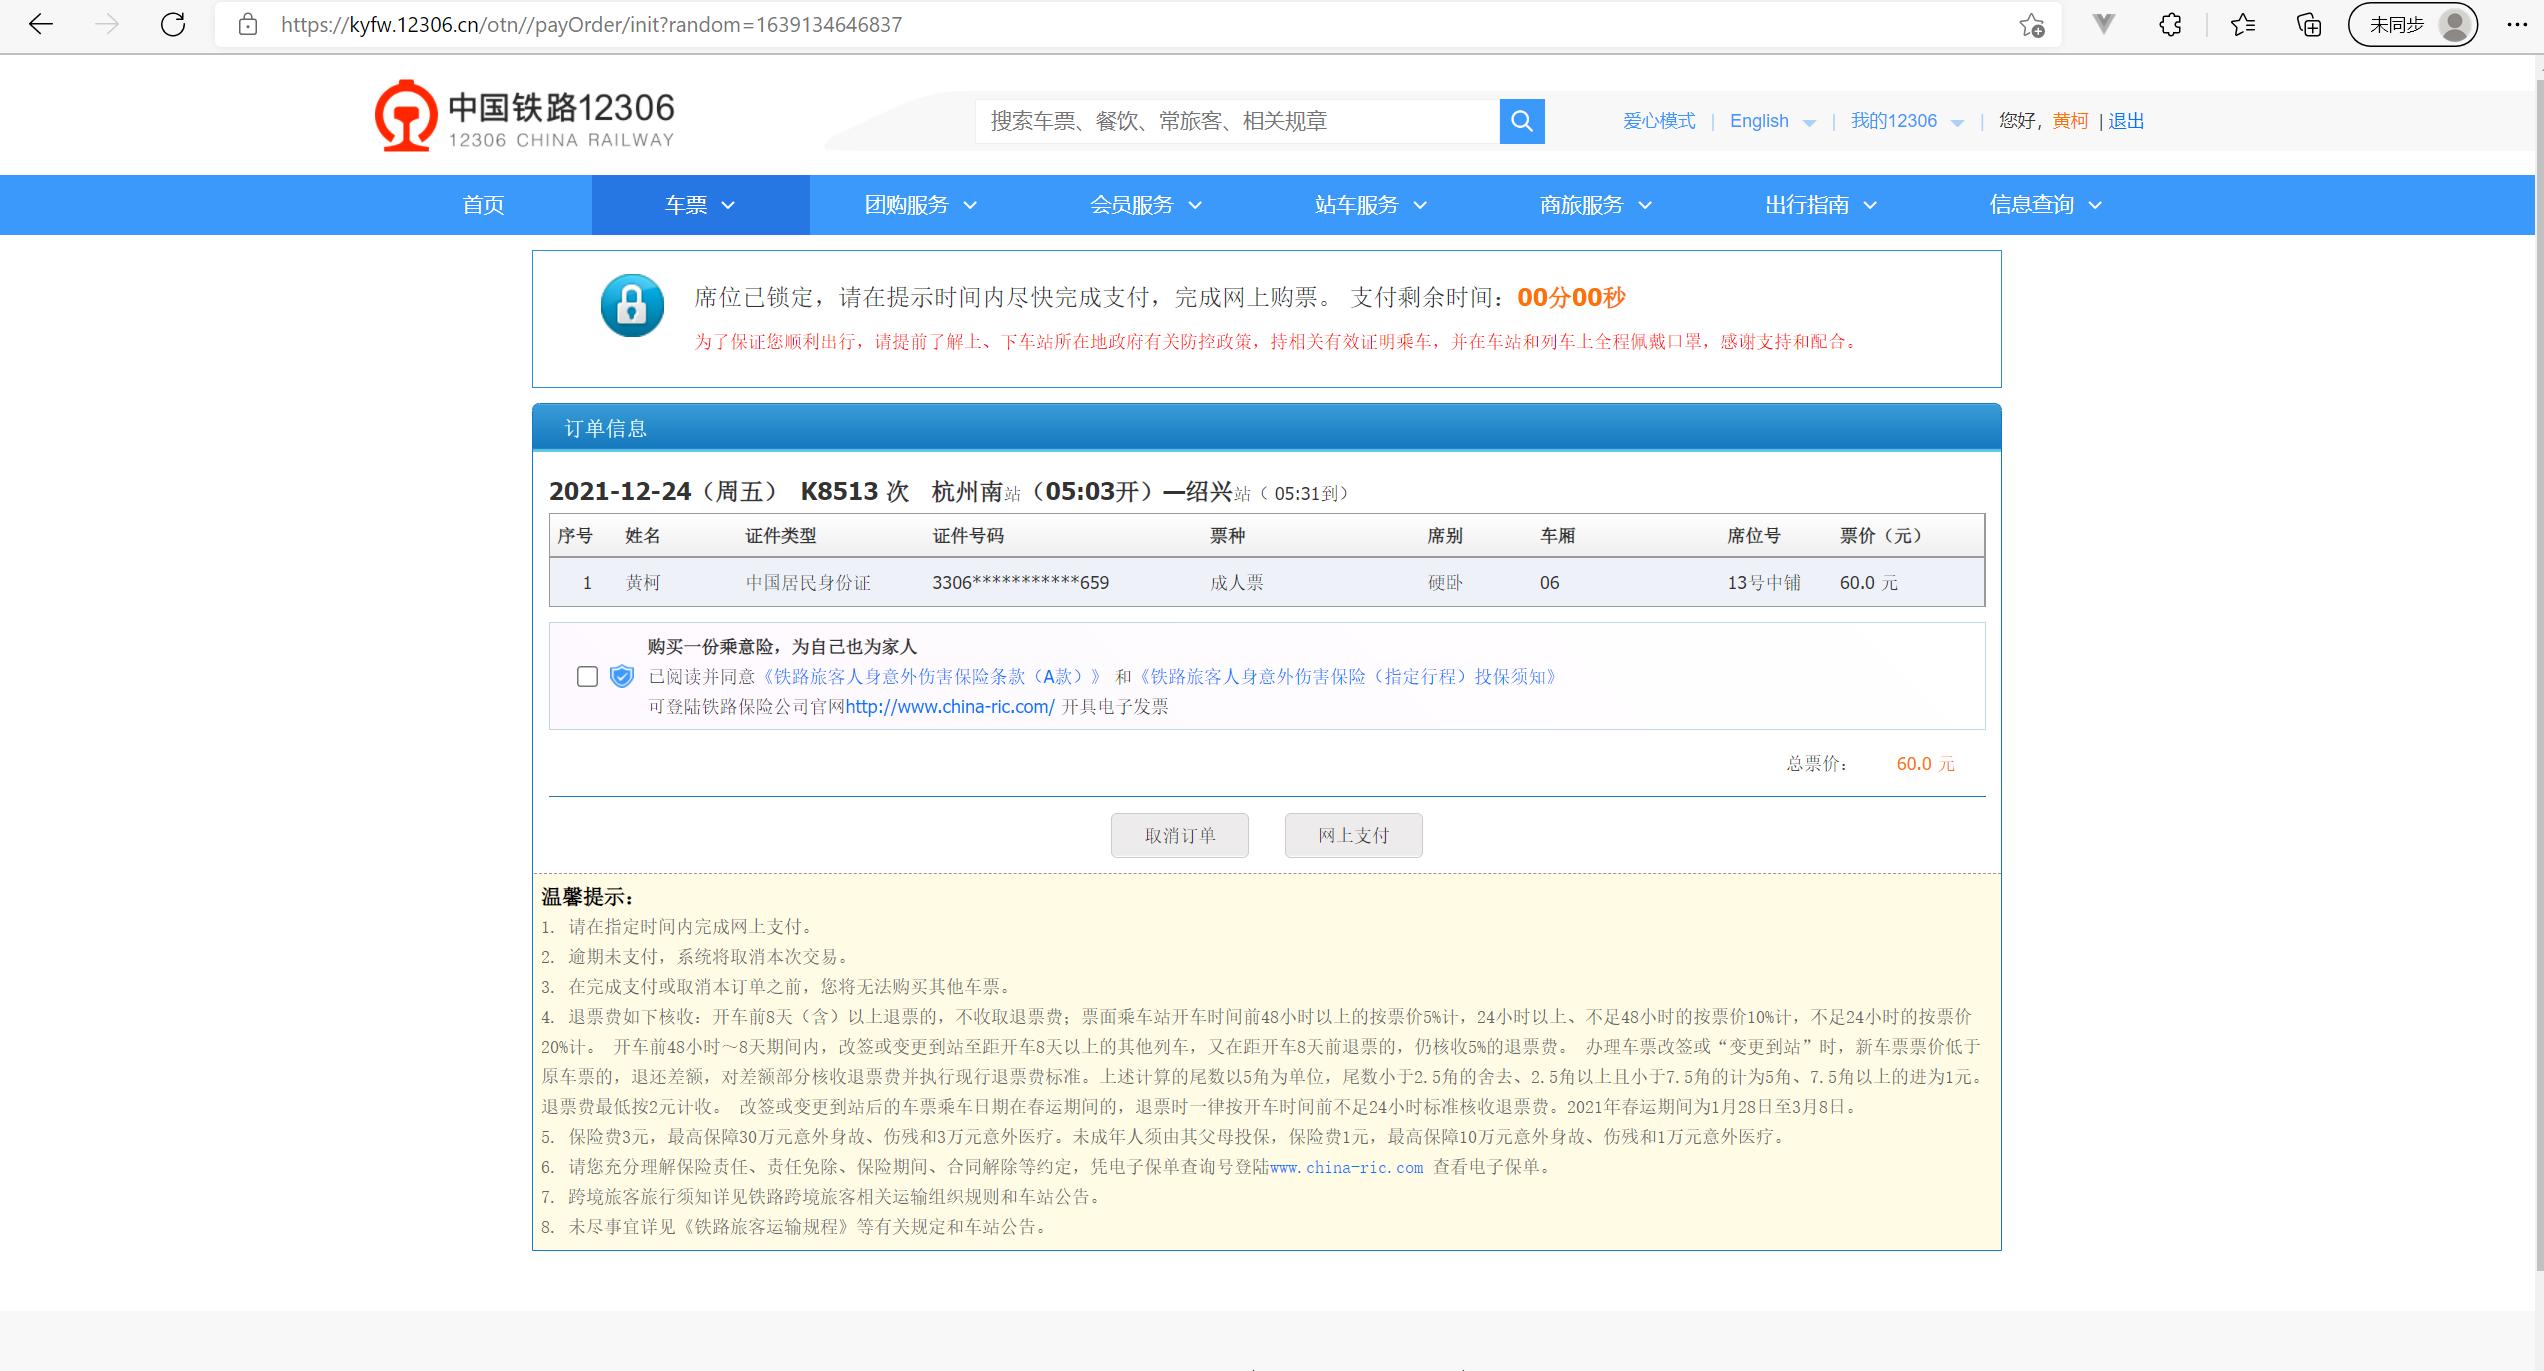 https://kyfw.12306.cn/otn//payOrder/init?random=1639134646837
未同步
中国铁路12306
12306 CHINA RAILWAY
搜索车票、餐饮、常旅客、相关规章
爱心模式 | English | 我的12306 | 您好，黄柯 | 退出
首页 车票 团购服务 会员服务 站车服务 商旅服务 出行指南 信息查询
席位已锁定，请在提示时间内尽快完成支付，完成网上购票。 支付剩余时间：00分00秒
为了保证您顺利出行，请提前了解上、下车站所在地政府有关防控政策，持相关有效证明乘车，并在车站和列车上全程佩戴口罩，感谢支持和配合。
订单信息
2021-12-24（周五） K8513 次 杭州南站（05:03开）—绍兴站（ 05:31到）
序号 姓名 证件类型 证件号码 票种 席别 车厢 席位号 票价（元）
1 黄柯 中国居民身份证 3306************659 成人票 硬卧 06 13号中铺 60.0 元
购买一份乘意险，为自己也为家人
已阅读并同意《铁路旅客人身意外伤害保险条款（A款）》 和《铁路旅客人身意外伤害保险（指定行程）投保须知》
可登陆铁路保险公司官网http://www.china-ric.com/ 开具电子发票
总票价： 60.0 元
取消订单 网上支付
温馨提示：
1. 请在指定时间内完成网上支付。
2. 逾期未支付，系统将取消本次交易。
3. 在完成支付或取消本订单之前，您将无法购买其他车票。
4. 退票费如下核收：开车前8天（含）以上退票的，不收取退票费；票面乘车站开车时间前48小时以上的按票价5%计，24小时以上、不足48小时的按票价10%计，不足24小时的按票价
20%计。 开车前48小时～8天期间内，改签或变更到站至距开车8天以上的其他列车，又在距开车8天前退票的，仍核收5%的退票费。 办理车票改签或“变更到站”时，新车票票价低于
原车票的，退还差额，对差额部分核收退票费并执行现行退票费标准。上述计算的尾数以5角为单位，尾数小于2.5角的舍去、2.5角以上且小于7.5角的计为5角、7.5角以上的进为1元。
退票费最低按2元计收。 改签或变更到站后的车票乘车日期在春运期间的，退票时一律按开车时间前不足24小时标准核收退票费。2021年春运期间为1月28日至3月8日。
5. 保险费3元，最高保障30万元意外身故、伤残和3万元意外医疗。未成年人须由其父母投保，保险费1元，最高保障10万元意外身故、伤残和1万元意外医疗。
6. 请您充分理解保险责任、责任免除、保险期间、合同解除等约定，凭电子保单查询号登陆www.china-ric.com 查看电子保单。
7. 跨境旅客旅行须知详见铁路跨境旅客相关运输组织规则和车站公告。
8. 未尽事宜详见《铁路旅客运输规程》等有关规定和车站公告。